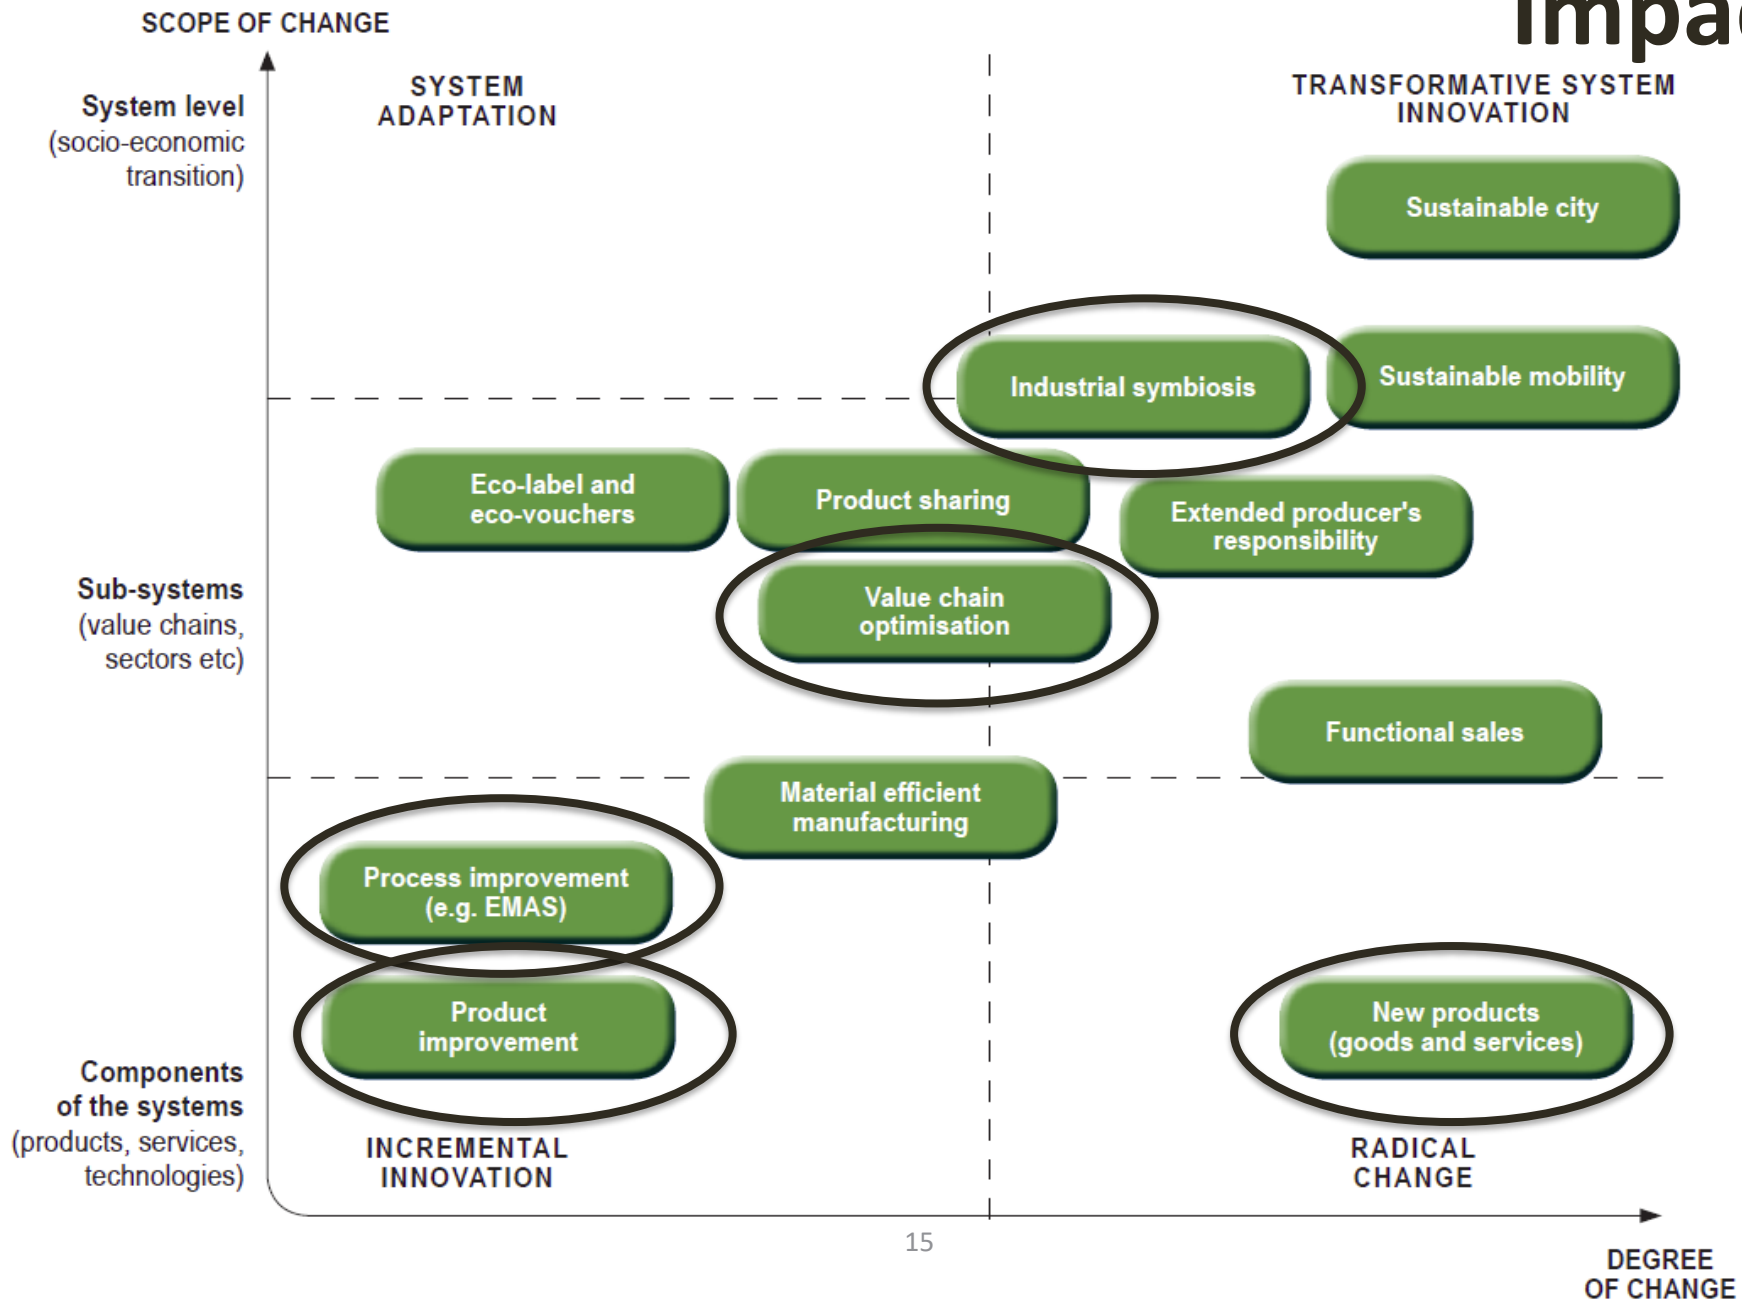 Impac
SCOPE OF CHANGE
SYSTEM
ADAPTATION
TRANSFORMATIVE SYSTEM
INNOVATION
System level
(socio-economic
transition)
Sustainable city
Industrial symbiosis
Sustainable mobility
Eco-label and
eco-vouchers
Product sharing
Extended producer's
responsibility
Sub-systems
(value chains,
sectors etc)
Value chain
optimisation
Functional sales
Material efficient
manufacturing
Process improvement
(e.g. EMAS)
Product
improvement
New products
(goods and services)
Components
of the systems
(products, services,
technologies)
INCREMENTAL
INNOVATION
RADICAL
CHANGE
15
DEGREE
OF CHANGE